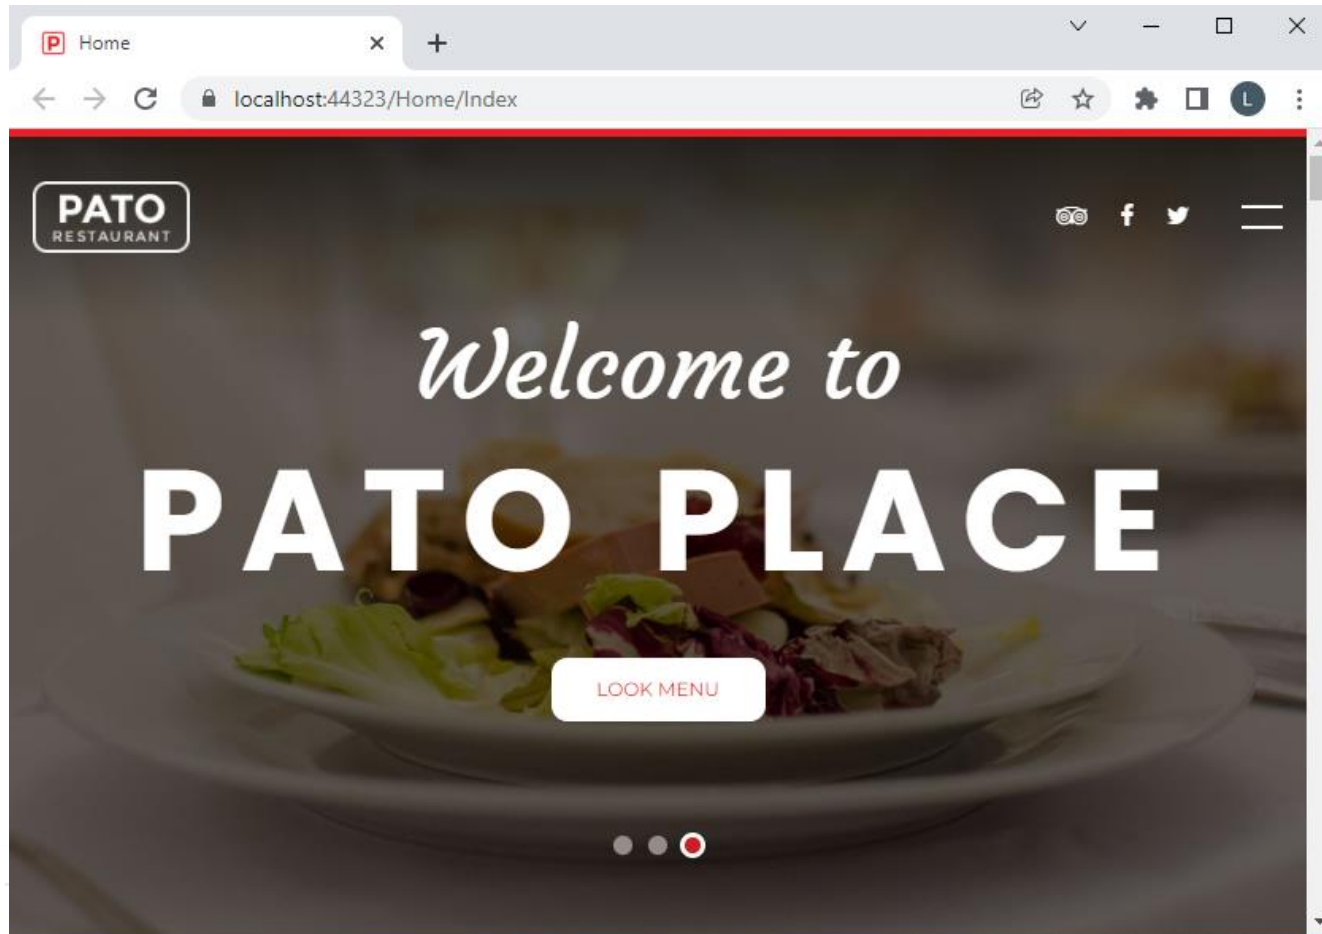 P Home
localhost:44323/Home/Index
L
PATO
RESTAURANT
Welcome to
PATO PLACE
LOOK MENU